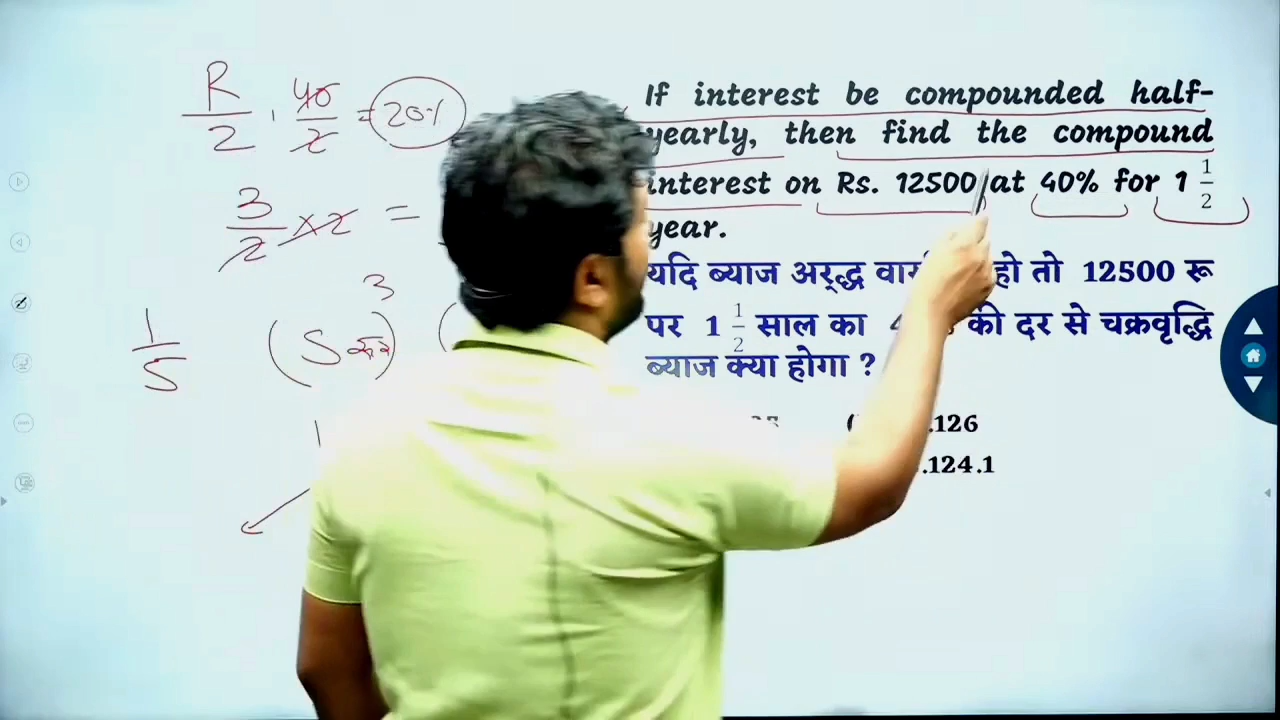 R/2 . 40/2 = 20%
3/2 × 2 =
3
1/5 (5
If interest be compounded half-
yearly, then find the compound
interest on Rs. 12500 at 40% for 1 1/2
year.
यदि ब्याज अर्द्ध हो तो 12500 रू
पर 1 1/2 साल का की दर से चक्रवृद्धि
ब्याज क्या होगा ?
.126
.124.1